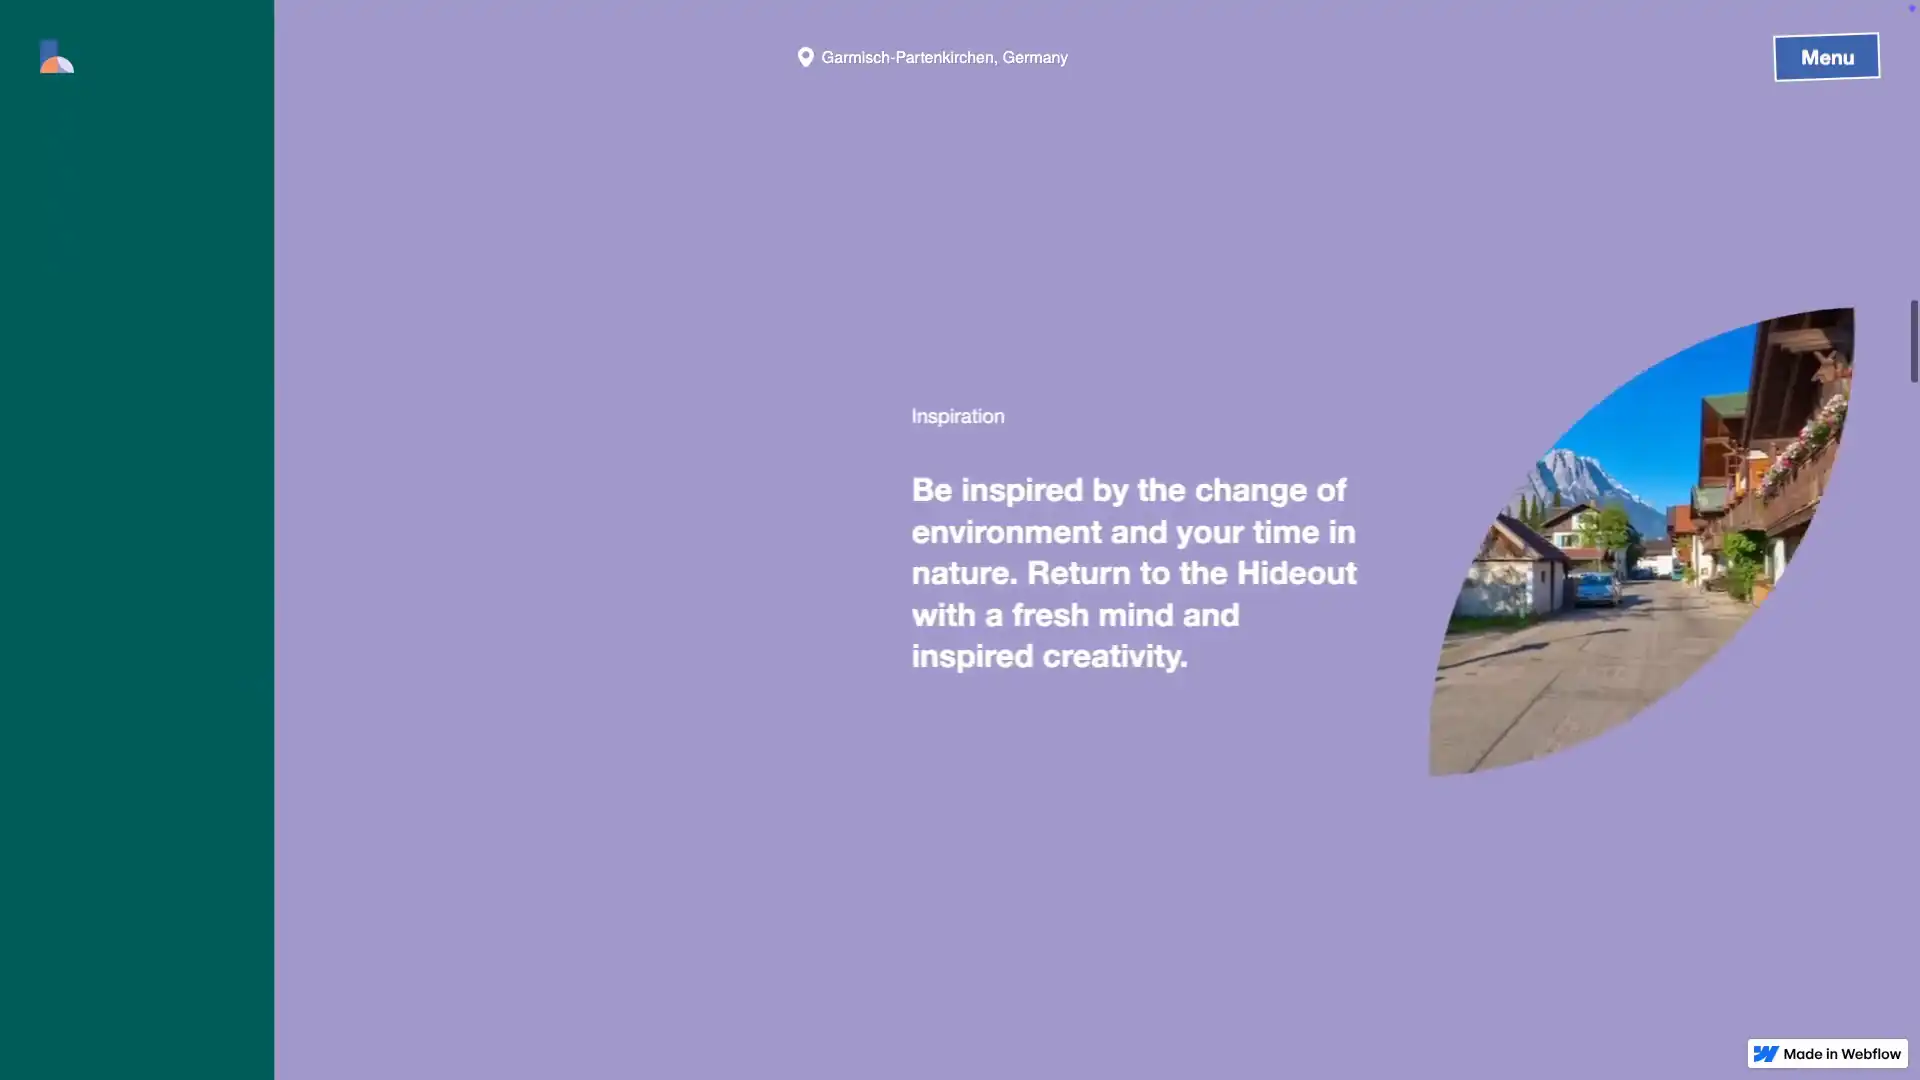 Garmisch-Partenkirchen, Germany
Menu
Inspiration
Be inspired by the change of
environment and your time in
nature. Return to the Hideout
with a fresh mind and
inspired creativity.
Made in Webflow